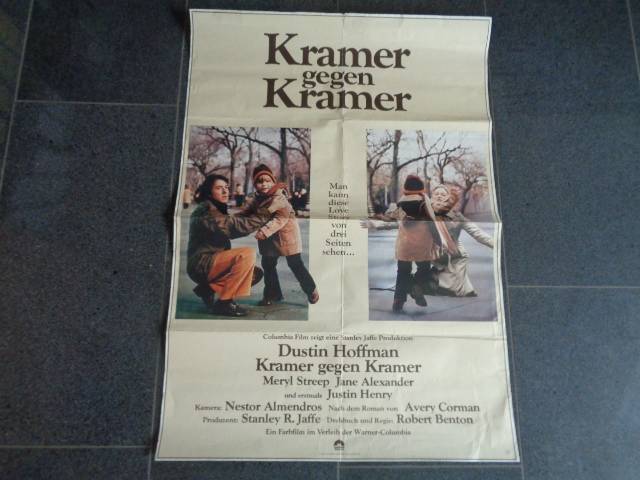 Kramer
gegen
Kramer
Man
kann
diese
Love
Story
von
drei
Seiten
sehen...
Columbia Film zeigt eine Stanley Jaffe Produktion
Dustin Hoffman
Kramer gegen Kramer
Meryl Streep Jane Alexander
und erstmals Justin Henry
Kamera: Nestor Almendros Nach dem Roman von Avery Corman
Produzent: Stanley R. Jaffe Drehbuch und Regie: Robert Benton
Ein Farbfilm im Verleih der Warner-Columbia